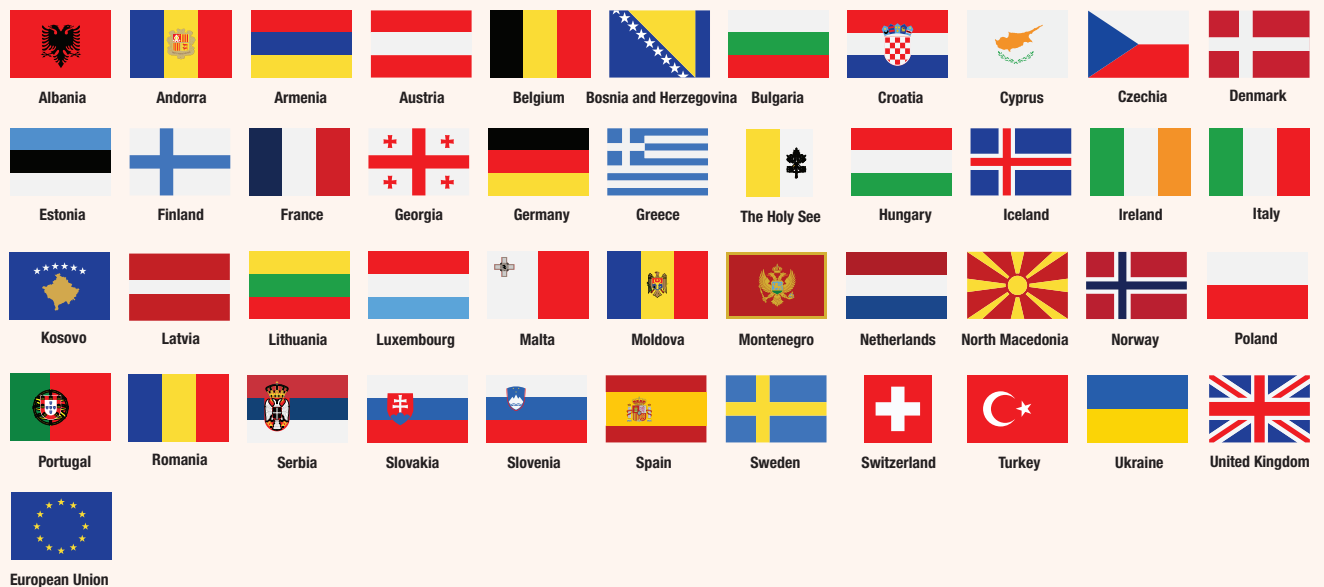 Albania Andorra Armenia Austria Belgium Bosnia and Herzegovina Bulgaria Croatia Cyprus Czechia Denmark
Estonia Finland France Georgia Germany Greece The Holy See Hungary Iceland Ireland Italy
Kosovo Latvia Lithuania Luxembourg Malta Moldova Montenegro Netherlands North Macedonia Norway Poland
Portugal Romania Serbia Slovakia Slovenia Spain Sweden Switzerland Turkey Ukraine United Kingdom
European Union